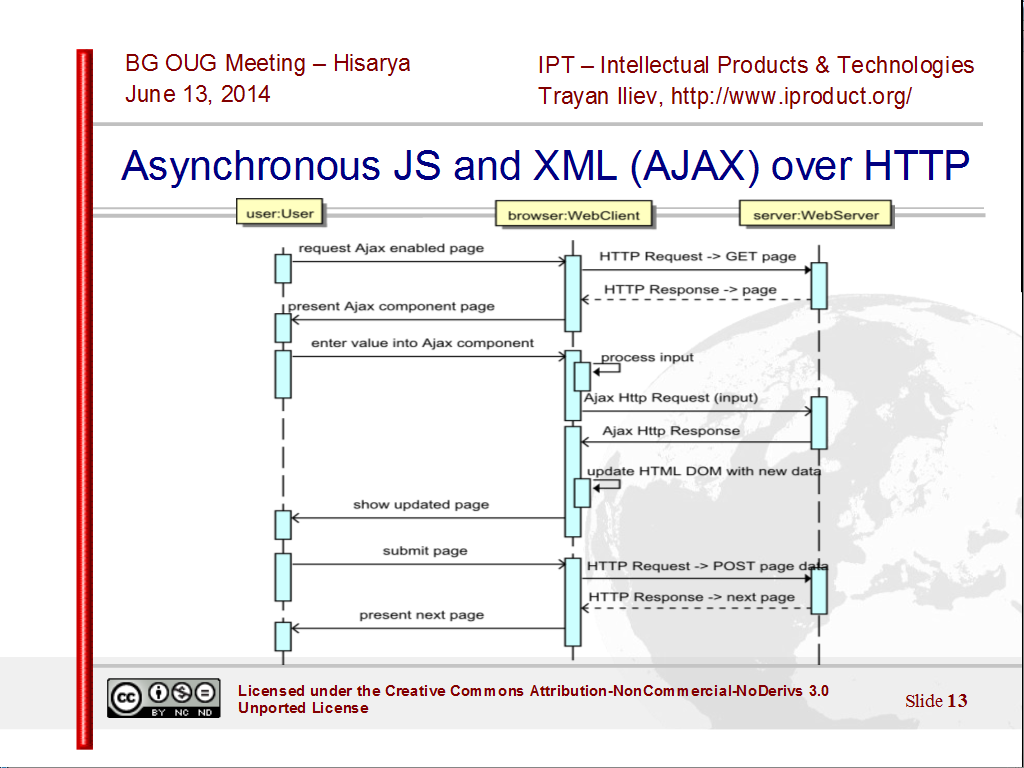 BG OUG Meeting – Hisarya
June 13, 2014
IPT – Intellectual Products & Technologies
Trayan Iliev, http://www.iproduct.org/
Asynchronous JS and XML (AJAX) over HTTP
user:User
browser:WebClient
server:WebServer
request Ajax enabled page
HTTP Request -> GET page
HTTP Response -> page
present Ajax component page
enter value into Ajax component
process input
Ajax Http Request (input)
Ajax Http Response
update HTML DOM with new data
show updated page
submit page
HTTP Request -> POST page data
HTTP Response -> next page
present next page
cc
BY NC ND
Licensed under the Creative Commons Attribution-NonCommercial-NoDerivs 3.0
Unported License
Slide 13